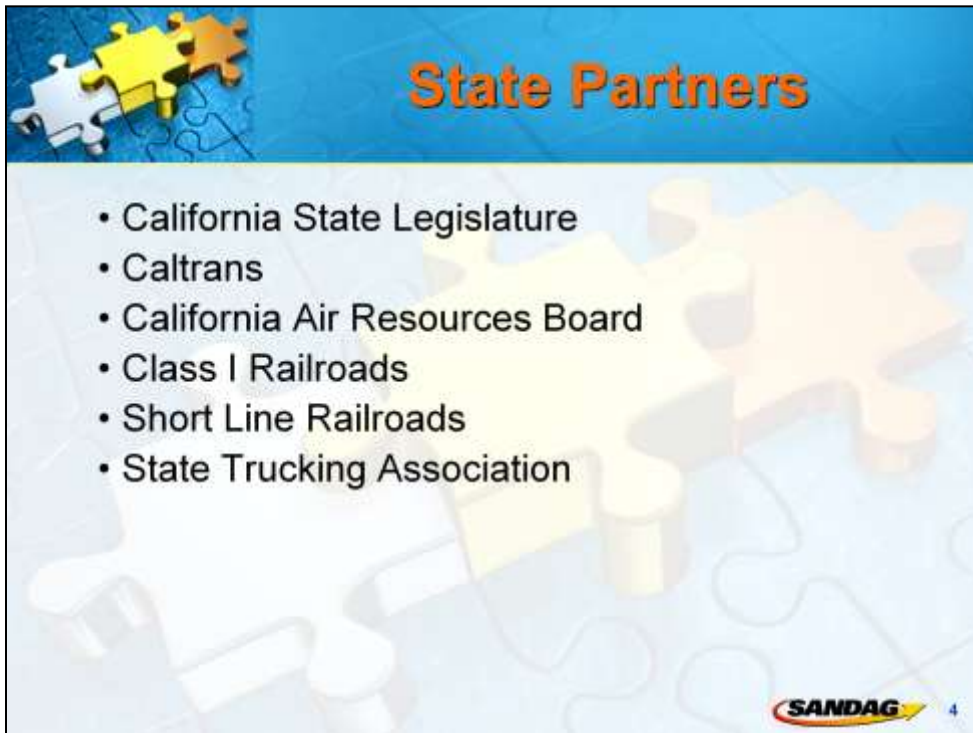 State Partners
• California State Legislature
• Caltrans
• California Air Resources Board
• Class I Railroads
• Short Line Railroads
• State Trucking Association
SANDAG 4